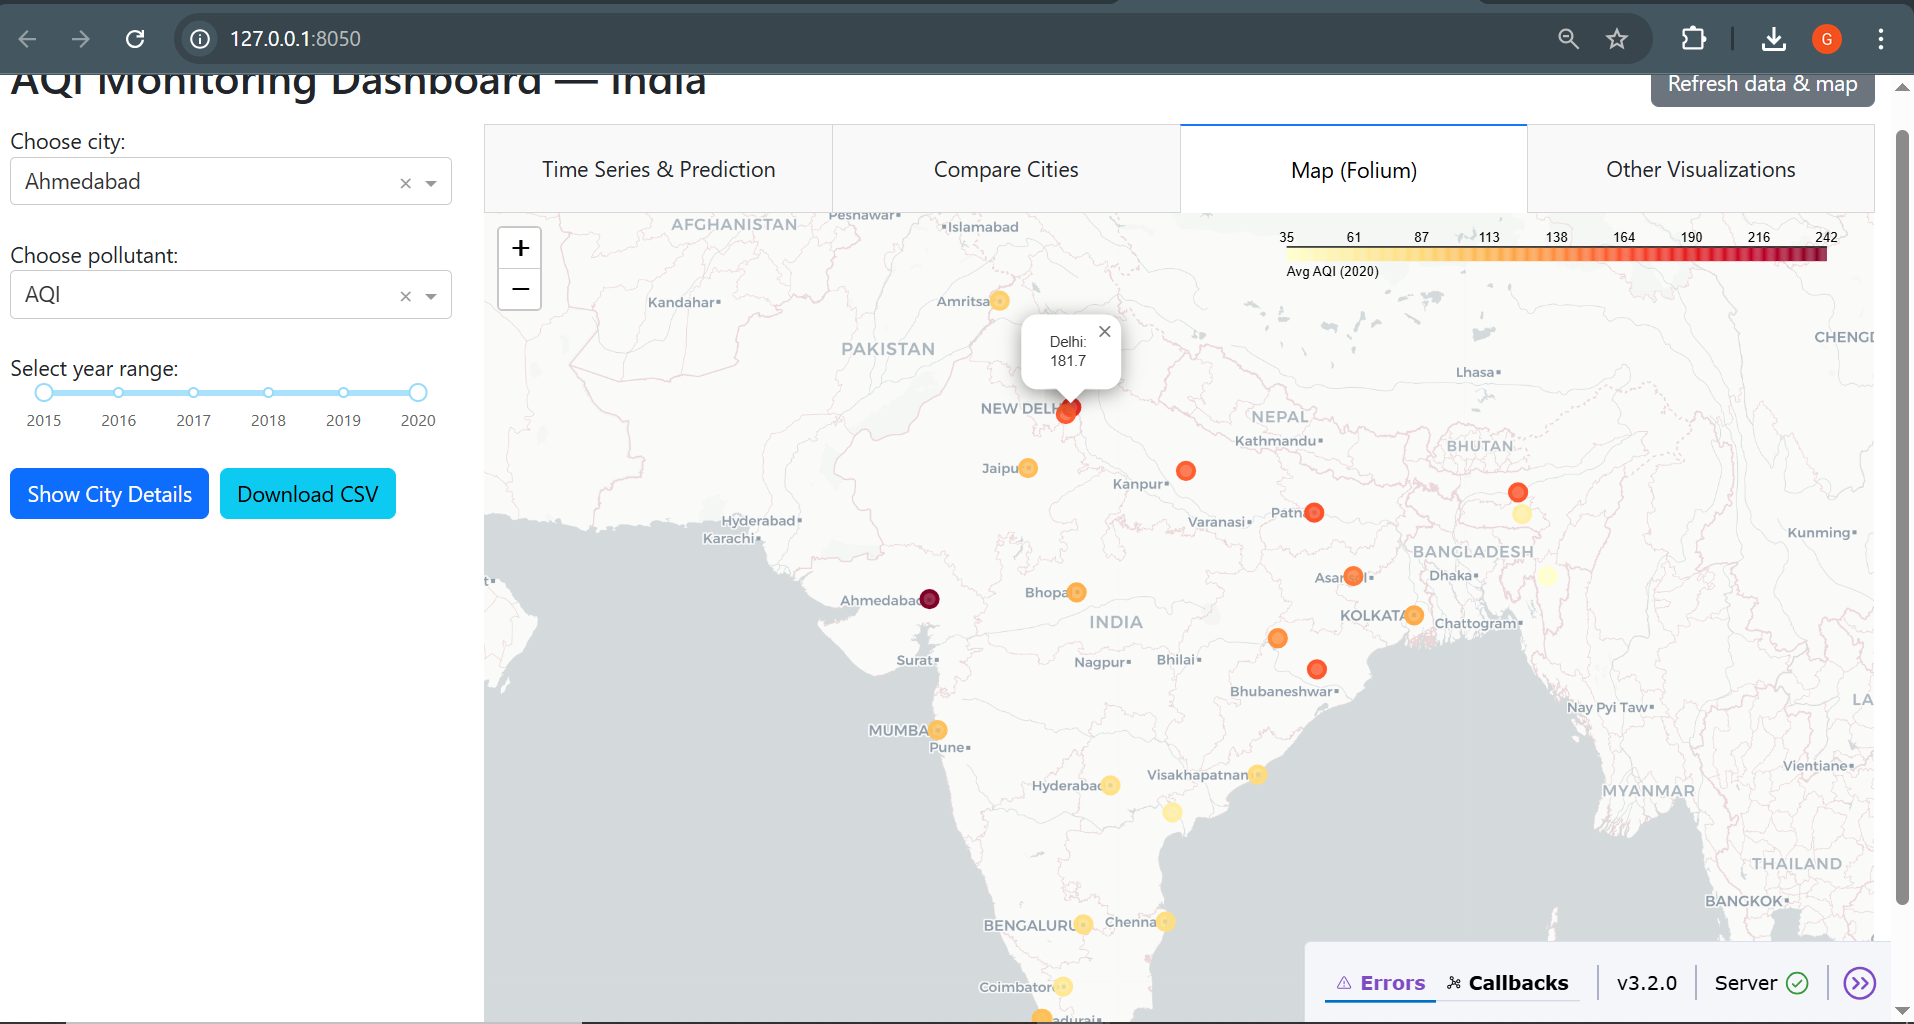 127.0.0.1:8050
G
AQI Monitoring Dashboard — India
Refresh data & map
Choose city:
Ahmedabad
Choose pollutant:
AQI
Select year range:
2015 2016 2017 2018 2019 2020
Show City Details
Download CSV
Time Series & Prediction
Compare Cities
Map (Folium)
Other Visualizations
+
−
35 61 87 113 138 164 190 216 242
Avg AQI (2020)
AFGHANISTAN
Peshawar
Islamabad
Kandahar
Amritsa
PAKISTAN
Delhi:
181.7
NEW DELH
Jaipu
Kanpur
NEPAL
Kathmandu
Lhasa
CHENGD
BHUTAN
Hyderabad
Karachi
Varanasi
Patn
BANGLADESH
Dhaka
Kunming
Ahmedabad
Bhopa
INDIA
KOLKATA
Chattogram
Surat
Nagpur
Bhilai
Bhubaneshwar
Nay Pyi Taw
LA
MUMBA
Pune
Hyderabad
Visakhapatnam
Vientiane
MYANMAR
THAILAND
BANGKOK
BENGALURU
Chenna
Coimbator
adurai
Errors
Callbacks
v3.2.0
Server